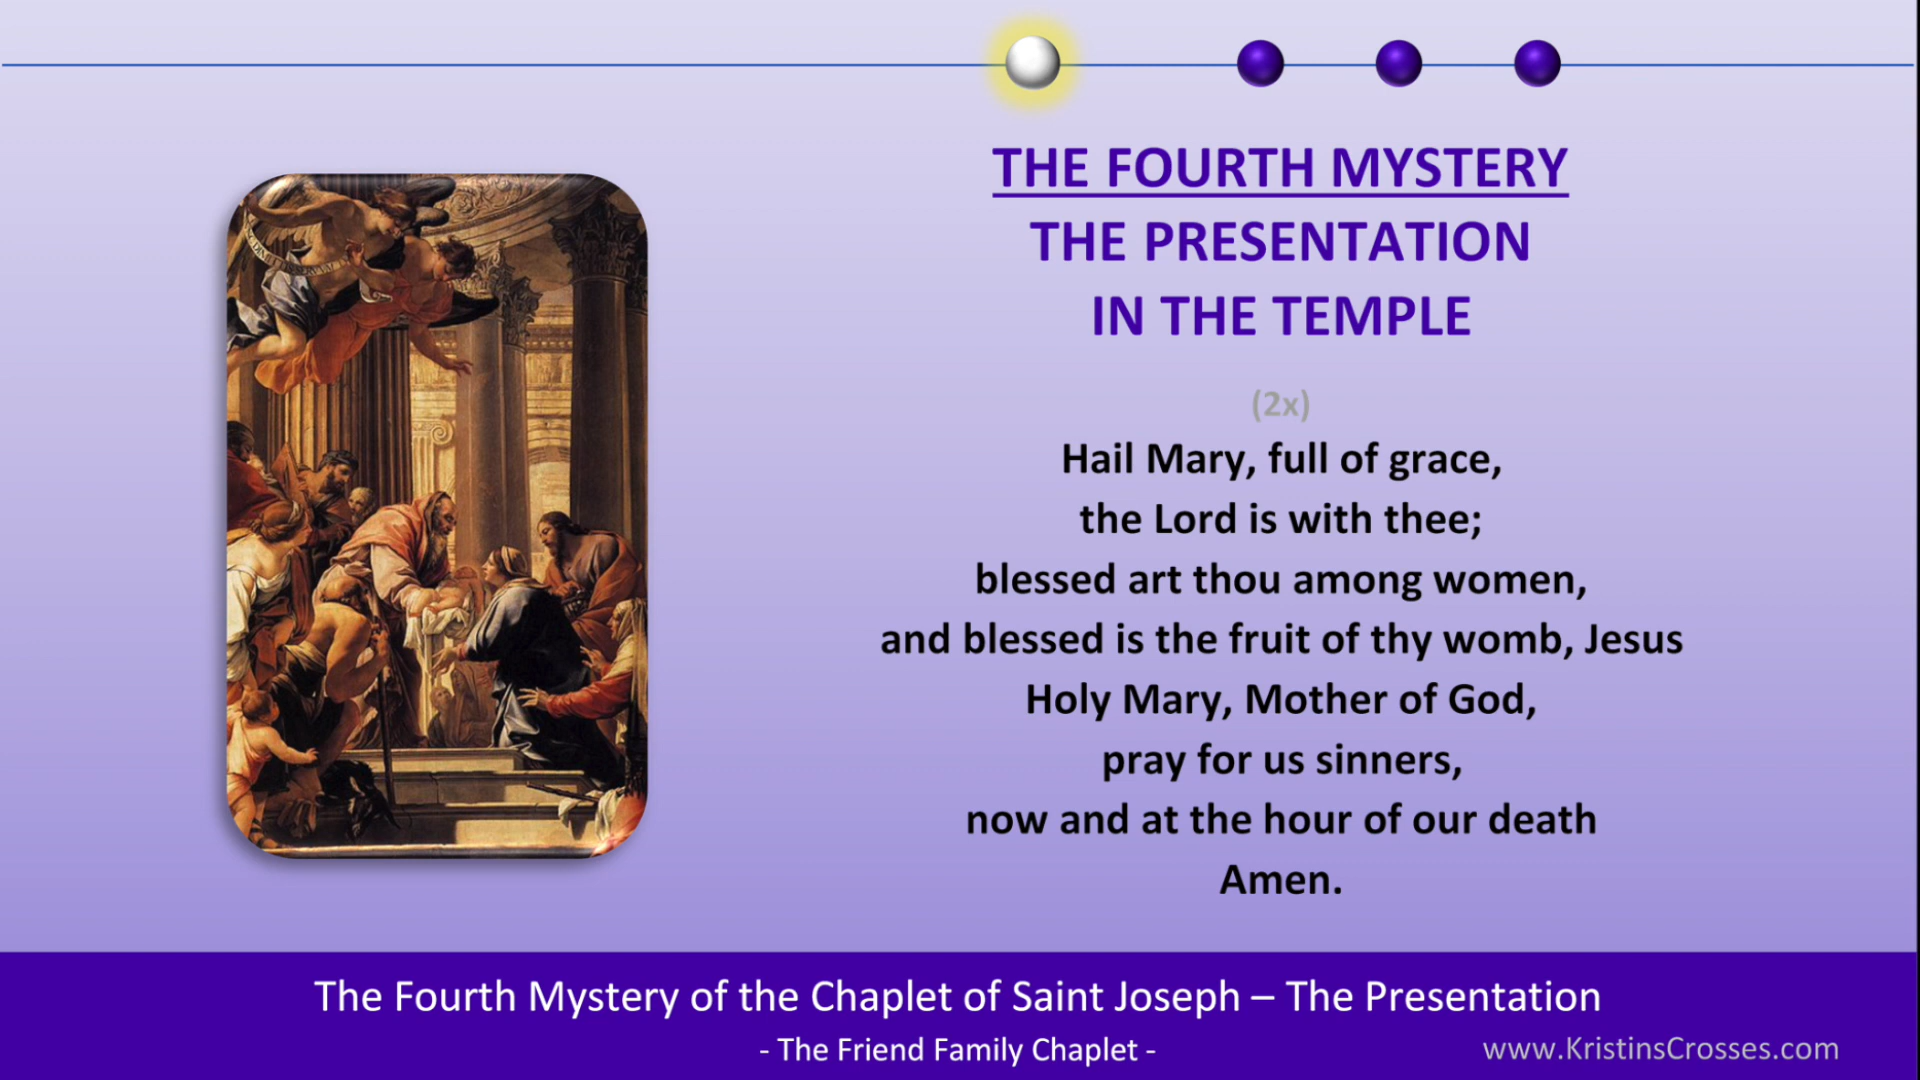 THE FOURTH MYSTERY
THE PRESENTATION
IN THE TEMPLE
(2x)
Hail Mary, full of grace,
the Lord is with thee;
blessed art thou among women,
and blessed is the fruit of thy womb, Jesus
Holy Mary, Mother of God,
pray for us sinners,
now and at the hour of our death
Amen.
The Fourth Mystery of the Chaplet of Saint Joseph – The Presentation
- The Friend Family Chaplet -
www.KristinsCrosses.com